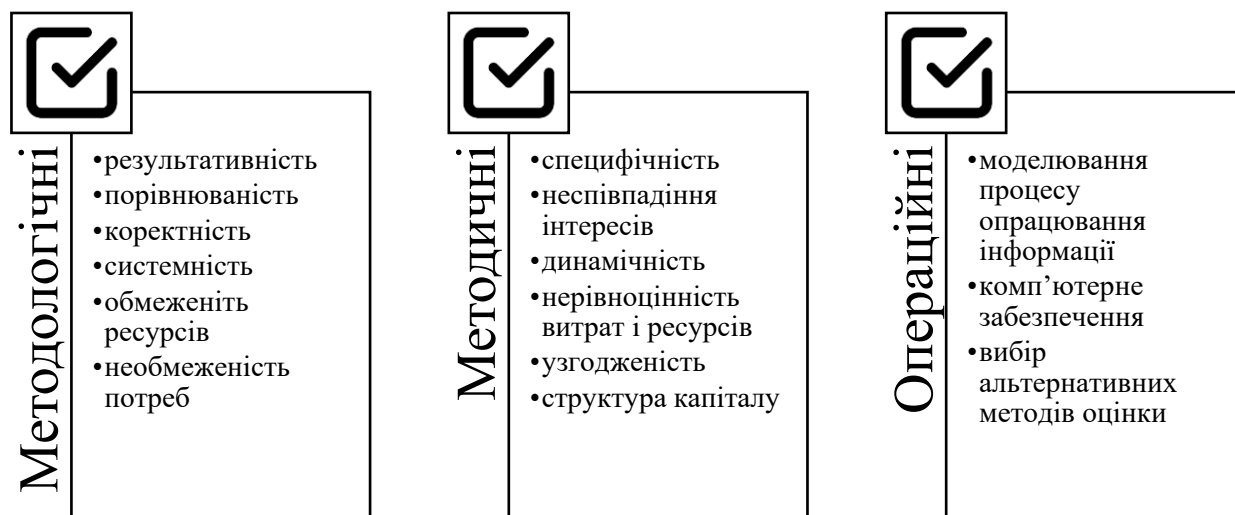 Методологічні
•результативність
•порівнюваність
•коректність
•системність
•обмеженіть
ресурсів
•необмеженість
потреб
Методичні
•специфічність
•неспівпадіння
інтересів
•динамічність
•нерівноцінність
витрат і ресурсів
•узгодженість
•структура капіталу
Операційні
•моделювання
процесу
опрацювання
інформації
•комп’ютерне
забезпечення
•вибір
альтернативних
методів оцінки